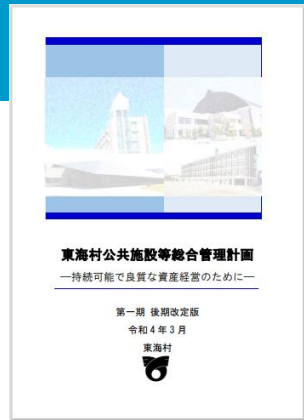 東海村公共施設等総合管理計画
―持続可能で良質な資産経営のために―
第一期 後期改定版
令和4年3月
東海村